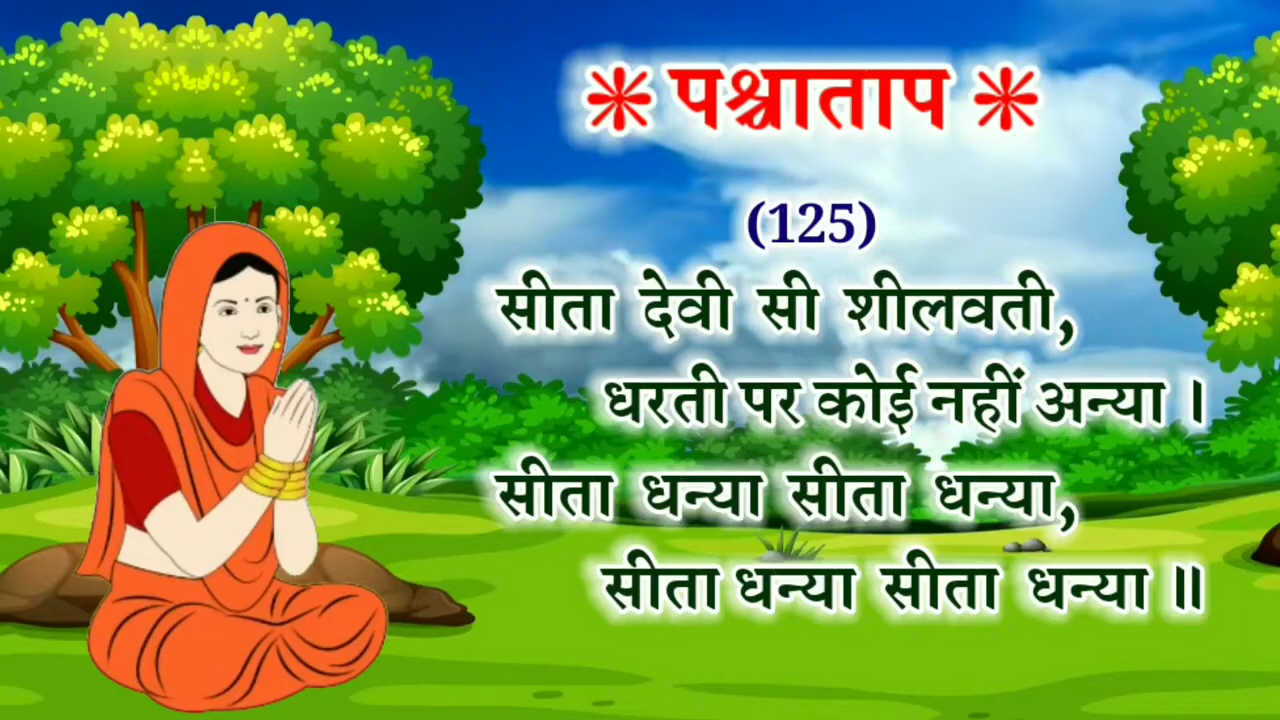 * पश्चाताप *
(125)
सीता देवी सी शीलवती,
धरती पर कोई नहीं अन्या ।
सीता धन्या सीता धन्या,
सीता धन्या सीता धन्या ॥